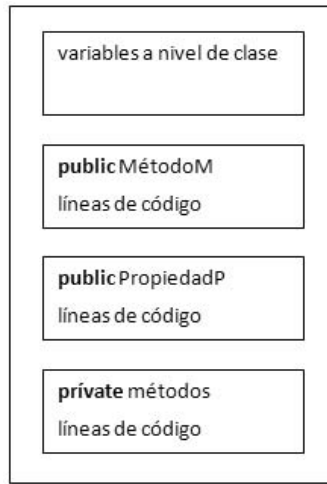 variables a nivel de clase
public MétodoM
líneas de código
public PropiedadP
líneas de código
prívate métodos
líneas de código